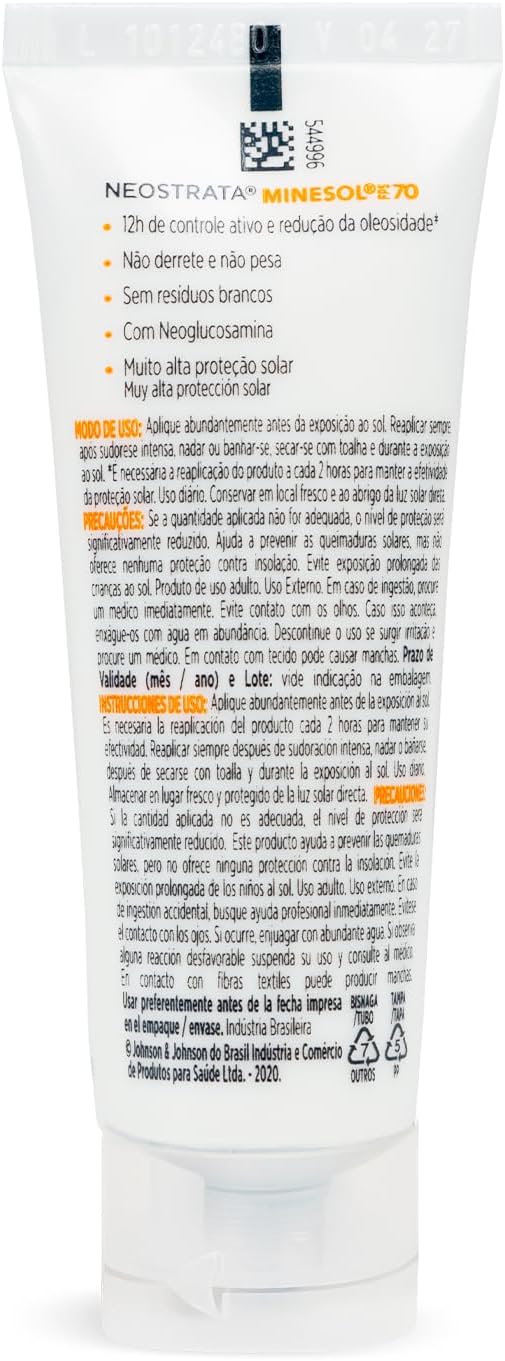 L 10124B01 V 04 27
544996
NEOSTRATA® MINESOL® FPS 70
• 12h de controle ativo e redução da oleosidade‡
• Não derrete e não pesa
• Sem resíduos brancos
• Com Neoglucosamina
• Muito alta proteção solar
Muy alta protección solar
MODO DE USO: Aplique abundantemente antes da exposição ao sol. Reaplicar sempre
após sudorese intensa, nadar ou banhar-se, secar-se com toalha e durante a exposição
ao sol. *É necessária a reaplicação do produto a cada 2 horas para manter a efetividade
da proteção solar. Uso diário. Conservar em local fresco e ao abrigo da luz solar direta.
PRECAUÇÕES: Se a quantidade aplicada não for adequada, o nível de proteção será
significativamente reduzido. Ajuda a prevenir as queimaduras solares, mas não
oferece nenhuma proteção contra insolação. Evite exposição prolongada das
crianças ao sol. Produto de uso adulto. Uso Externo. Em caso de ingestão, procure
um médico imediatamente. Evite contato com os olhos. Caso isso aconteça,
enxágue-os com água em abundância. Descontinue o uso se surgir irritação e
procure um médico. Em contato com tecido pode causar manchas. Prazo de
Validade (mês / ano) e Lote: vide indicação na embalagem.
INSTRUCCIONES DE USO: Aplique abundantemente antes de la exposición al sol.
Es necesaria la reaplicación del producto cada 2 horas para mantener su
efectividad. Reaplicar siempre después de sudoración intensa, nadar o bañarse,
después de secarse con toalla y durante la exposición al sol. Uso diario.
Almacenar en lugar fresco y protegido de la luz solar directa. PRECAUCIONES:
Si la cantidad aplicada no es adecuada, el nivel de protección será
significativamente reducido. Este producto ayuda a prevenir las quemaduras
solares, pero no ofrece ninguna protección contra la insolación. Evite la
exposición prolongada de los niños al sol. Uso adulto. Uso externo. En caso
de ingestión accidental, busque ayuda profesional inmediatamente. Evítese
el contacto con los ojos. Si ocurre, enjuagar con abundante agua. Si observa
alguna reacción desfavorable suspenda su uso y consulte al médico.
En contacto con fibras textiles puede producir manchas.
Usar preferentemente antes de la fecha impresa
en el empaque / envase. Indústria Brasileira
© Johnson & Johnson do Brasil Indústria e Comércio
de Produtos para Saúde Ltda. - 2020.
BISNAGA
/TUBO
7
OUTROS
TAMPA
/TAPA
5
PP